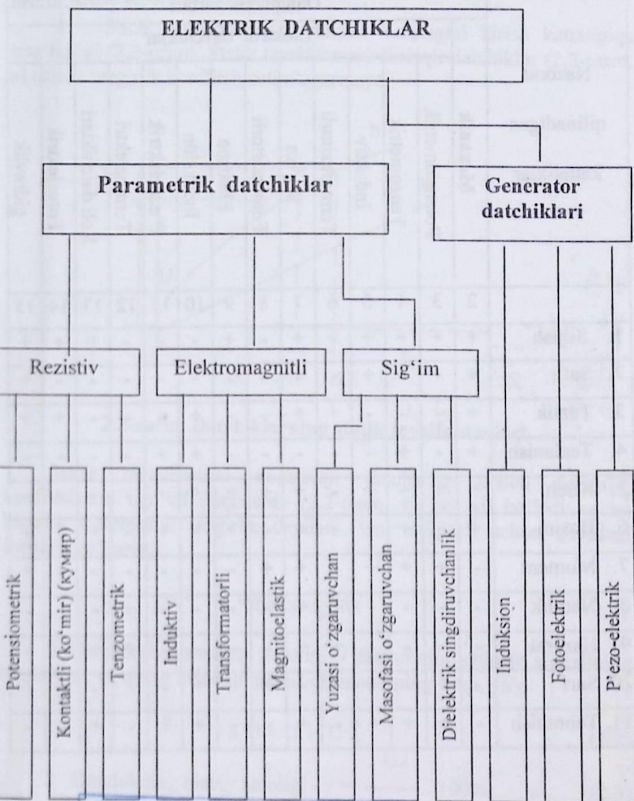 ELEKTRIK DATCHIKLAR
Parametrik datchiklar
Generator
datchiklari
Rezistiv
Elektromagnitli
Sig‘im
Potensiometrik
Kontaktli (ko‘mir) (кумир)
Tenzometrik
Induktiv
Transformatorli
Magnitoelastik
Yuzasi o‘zgaruvchan
Masofasi o‘zgaruvchan
Dielektrik singdiruvchanlik
Induksion
Fotoelektrik
P’ezo-elektrik